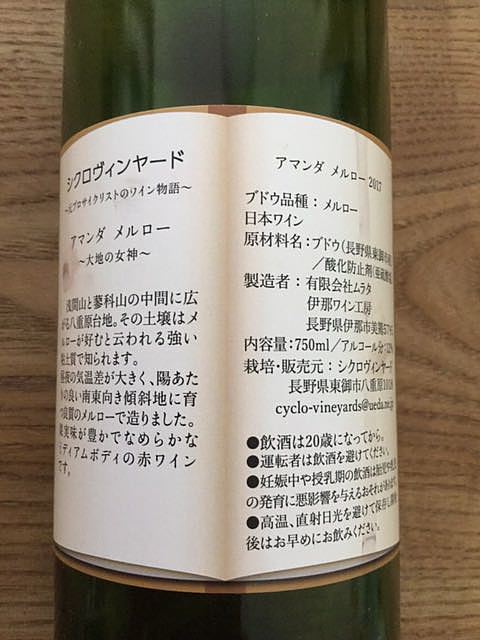 シクロヴィンヤード
～元プロサイクリストのワイン物語～
アマンダ メルロー
～大地の女神～
浅間山と蓼科山の中間に広
がる八重原台地。その土壌はメ
ルローが好むと云われる強い
粘土質で知られます。
昼夜の気温差が大きく、陽あた
りの良い南東向き傾斜地に育
つ良質のメルローで造りました。
果実味が豊かでなめらかな
ミディアムボディの赤ワイン
です。
アマンダ メルロー 2017
ブドウ品種：メルロー
日本ワイン
原材料名：ブドウ（長野県東御市
／酸化防止剤
製造者：有限会社ムラタ
伊那ワイン工房
長野県伊那市美篶
内容量：750ml／アルコール分
栽培・販売元：シクロヴィンヤード
長野県東御市八重原
cyclo-vineyards@ueda.ne.jp
●飲酒は20歳になってから。
●運転者は飲酒を避けてください。
●妊娠中や授乳期の飲酒は胎児や
の発育に悪影響を与えるおそれが
●高温、直射日光を避けて保存し
後はお早めにお飲みください。